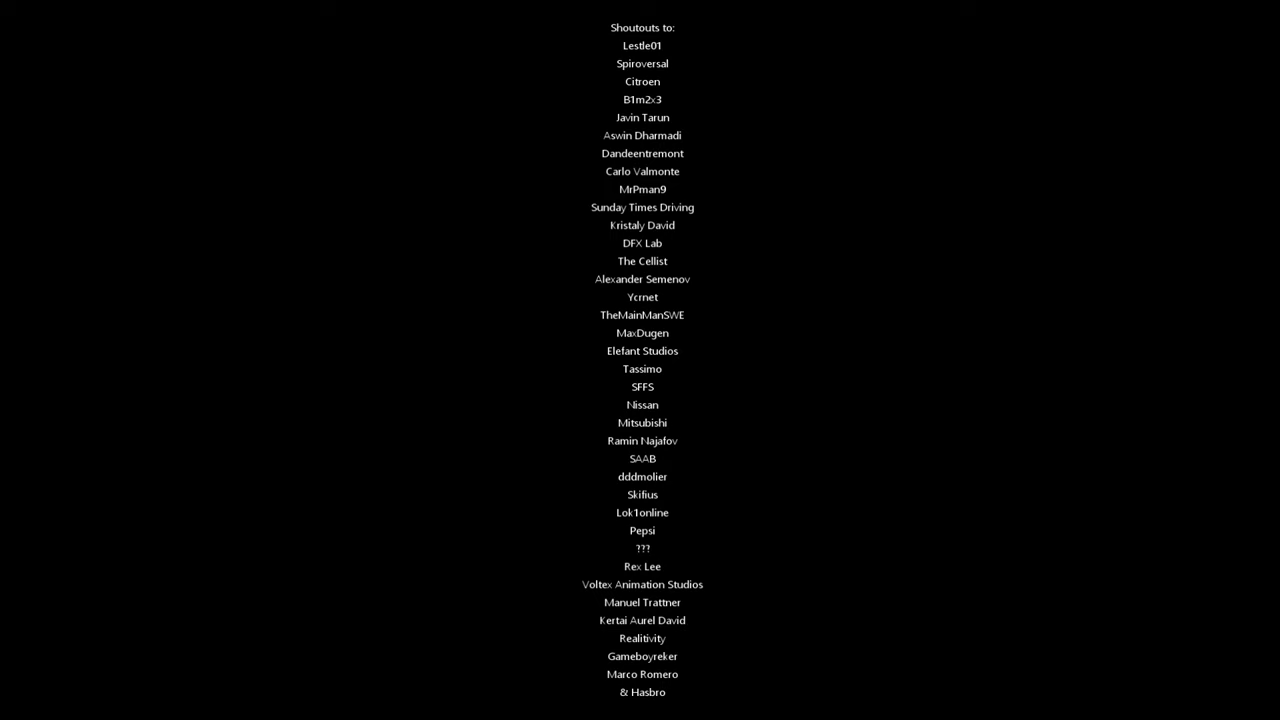 Shoutouts to:
Lestle01
Spiroversal
Citroen
B1m2x3
Javin Tarun
Aswin Dharmadi
Dandeentremont
Carlo Valmonte
MrPman9
Sunday Times Driving
Kristaly David
DFX Lab
The Cellist
Alexander Semenov
Ycrnet
TheMainManSWE
MaxDugen
Elefant Studios
Tassimo
SFFS
Nissan
Mitsubishi
Ramin Najafov
SAAB
dddmolier
Skifius
Lok1online
Pepsi
???
Rex Lee
Voltex Animation Studios
Manuel Trattner
Kertai Aurel David
Realitivity
Gameboyreker
Marco Romero
& Hasbro